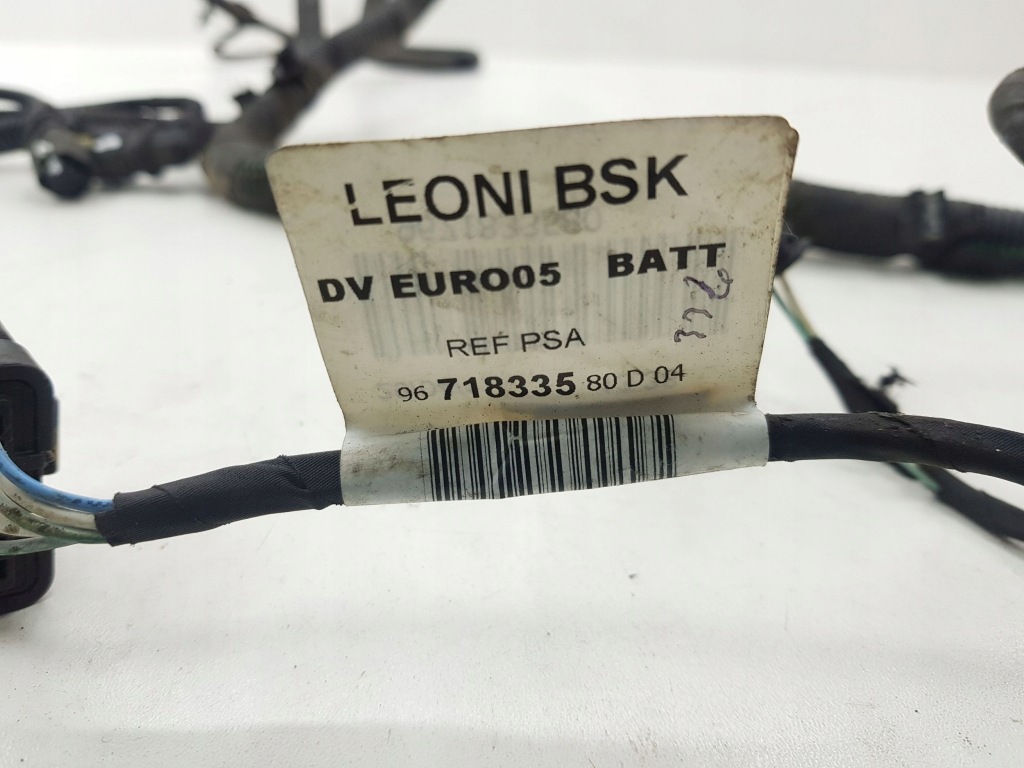 LEONI BSK
DV EURO05 BATT
REF PSA
96 718335 80 D 04